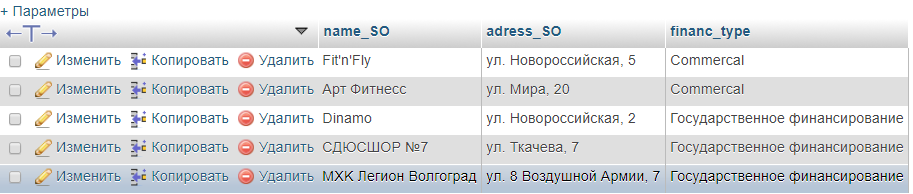 + Параметры
←T→ name_SO adress_SO financ_type
Изменить Копировать Удалить Fit'n'Fly ул. Новороссийская, 5 Commercal
Изменить Копировать Удалить Арт Фитнесс ул. Мира, 20 Commercal
Изменить Копировать Удалить Dinamo ул. Новороссийская, 2 Государственное финансирование
Изменить Копировать Удалить СДЮСШОР №7 ул. Ткачева, 7 Государственное финансирование
Изменить Копировать Удалить МХК Легион Волгоград ул. 8 Воздушной Армии, 7 Государственное финансирование